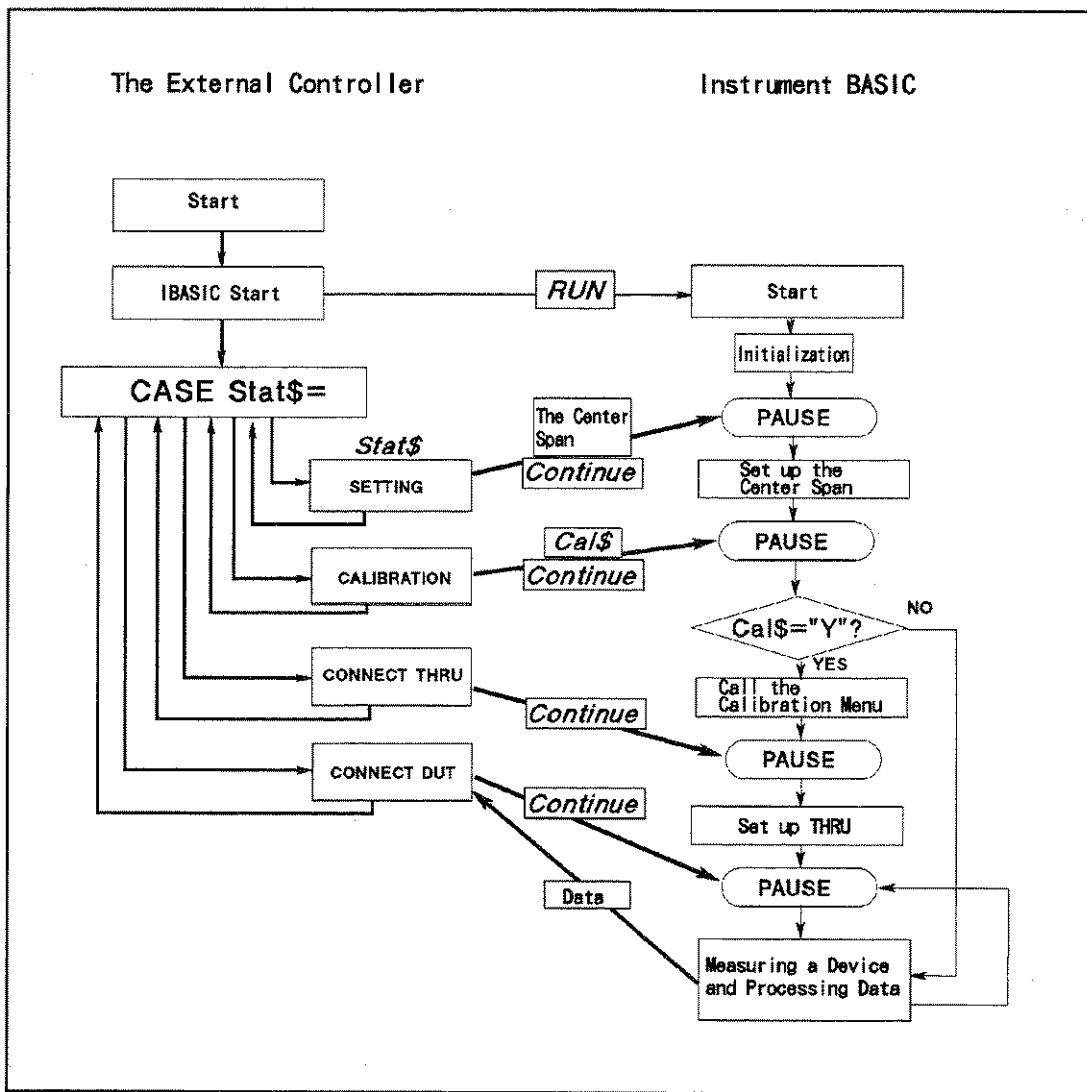 The External Controller
Instrument BASIC
Start
IBASIC Start
RUN
Start
Initialization
CASE Stat$=
The Center
Span
PAUSE
Stat$
Continue
SETTING
Set up the
Center Span
Cal$
PAUSE
CALIBRATION
Continue
NO
Cal$="Y"?
YES
CONNECT THRU
Call the
Calibration Menu
Continue
PAUSE
CONNECT DUT
Continue
Set up THRU
Data
PAUSE
Measuring a Device
and Processing Data